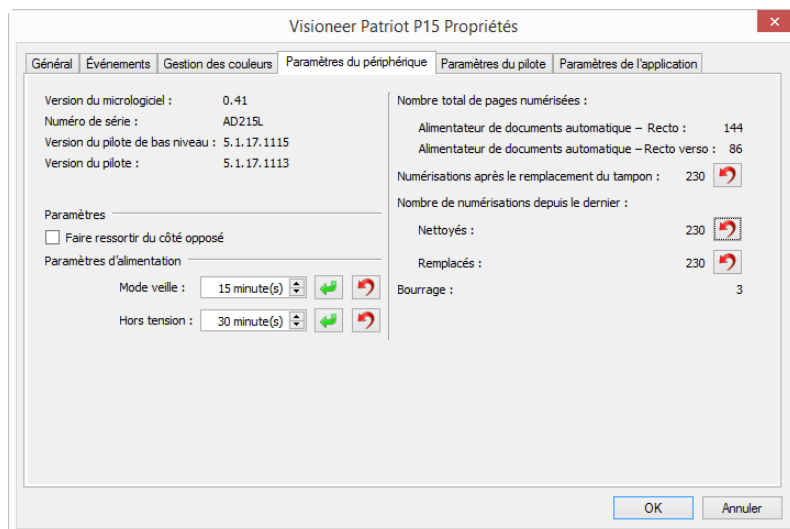 Visioneer Patriot P15 Propriétés
Général Événements Gestion des couleurs Paramètres du périphérique Paramètres du pilote Paramètres de l'application
Version du micrologiciel : 0.41
Numéro de série : AD215L
Version du pilote de bas niveau : 5.1.17.1115
Version du pilote : 5.1.17.1113
Paramètres
Faire ressortir du côté opposé
Paramètres d'alimentation
Mode veille : 15 minute(s)
Hors tension : 30 minute(s)
Nombre total de pages numérisées :
Alimentateur de documents automatique – Recto : 144
Alimentateur de documents automatique –Recto verso : 86
Numérisations après le remplacement du tampon : 230
Nombre de numérisations depuis le dernier :
Nettoyés : 230
Remplacés : 230
Bourrage : 3
OK Annuler